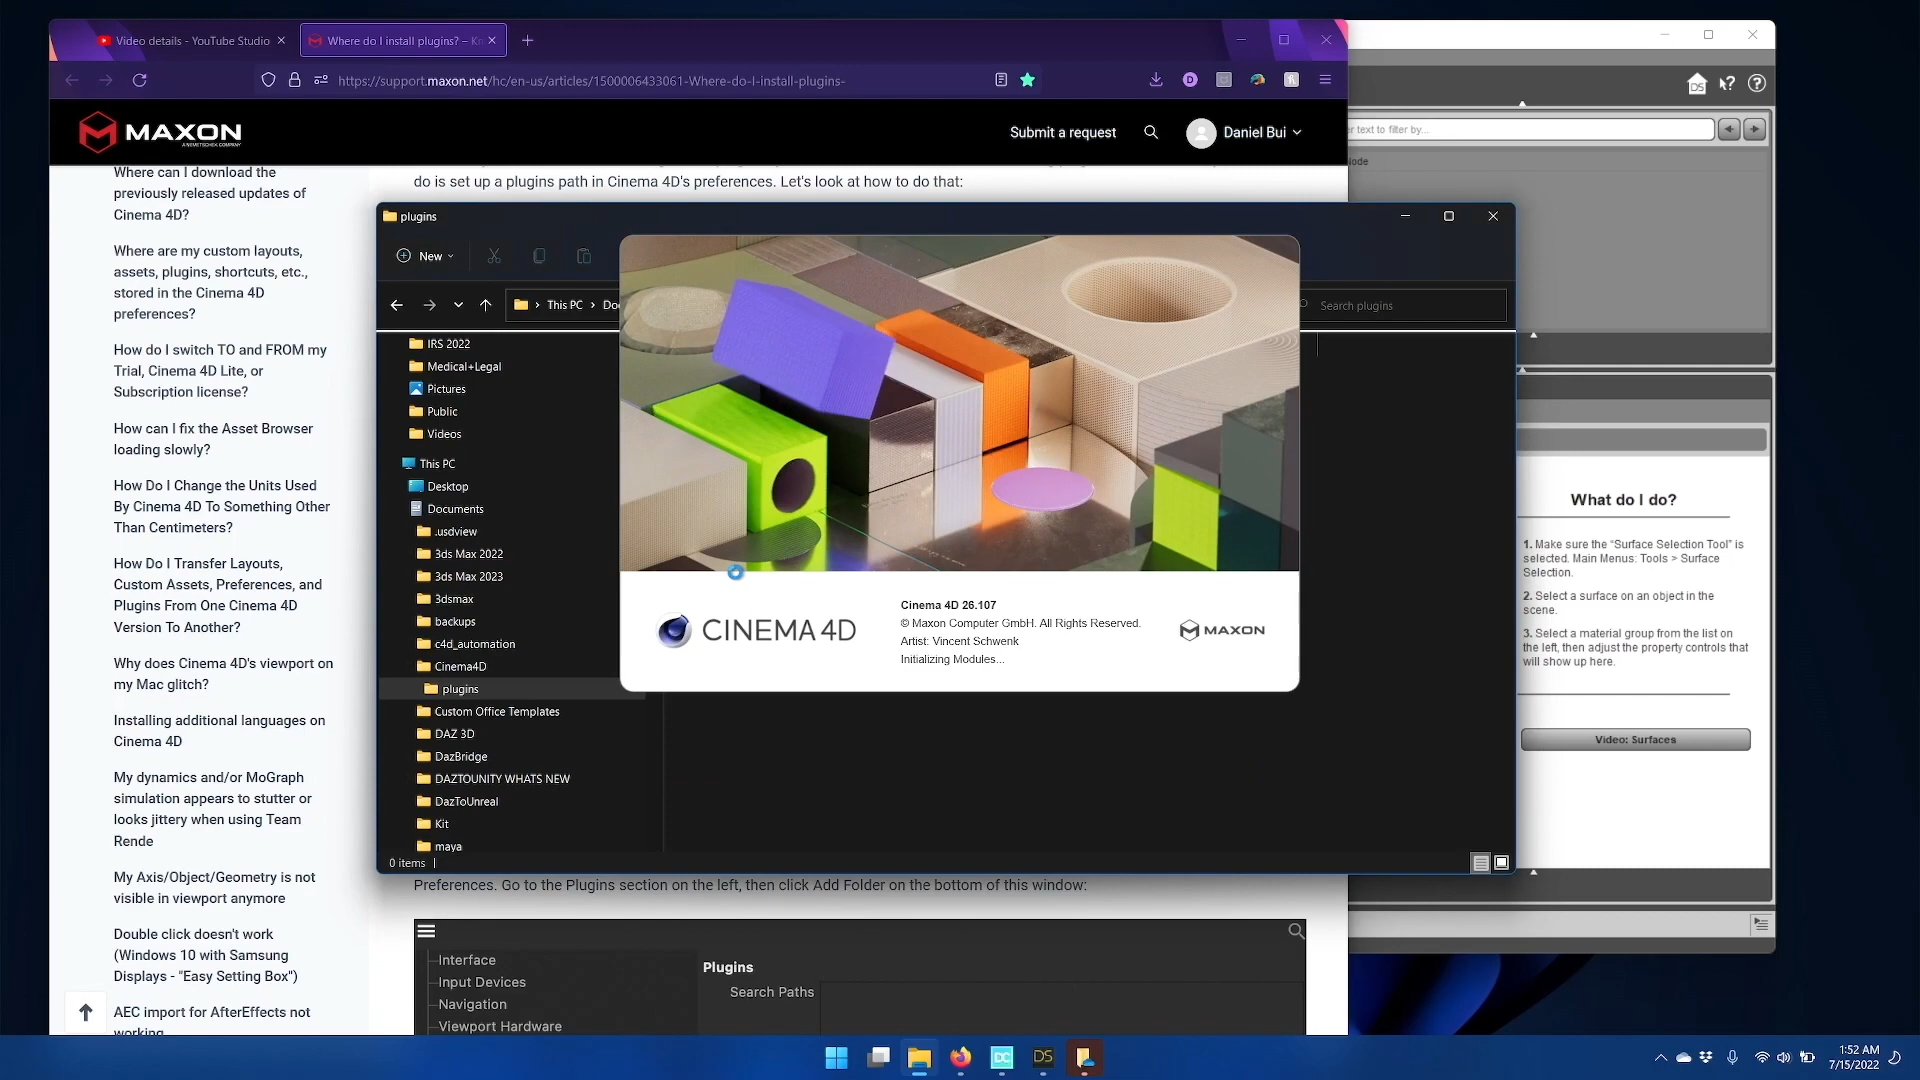 Video details - YouTube Studio
Where do I install plugins? – Kn
https://support.maxon.net/hc/en-us/articles/1500006433061-Where-do-I-install-plugins-
MAXON
A NEMETSCHEK COMPANY
Submit a request
Daniel Bui
Where can I download the
previously released updates of
Cinema 4D?
Where are my custom layouts,
assets, plugins, shortcuts, etc.,
stored in the Cinema 4D
preferences?
How do I switch TO and FROM my
Trial, Cinema 4D Lite, or
Subscription license?
How can I fix the Asset Browser
loading slowly?
How Do I Change the Units Used
By Cinema 4D To Something Other
Than Centimeters?
How Do I Transfer Layouts,
Custom Assets, Preferences, and
Plugins From One Cinema 4D
Version To Another?
Why does Cinema 4D's viewport on
my Mac glitch?
Installing additional languages on
Cinema 4D
My dynamics and/or MoGraph
simulation appears to stutter or
looks jittery when using Team
Rende
My Axis/Object/Geometry is not
visible in viewport anymore
Double click doesn't work
(Windows 10 with Samsung
Displays - "Easy Setting Box")
AEC import for AfterEffects not
working
do is set up a plugins path in Cinema 4D's preferences. Let's look at how to do that:
plugins
New
This PC
Do
Search plugins
IRS 2022
Medical+Legal
Pictures
Public
Videos
This PC
Desktop
Documents
.usdview
3ds Max 2022
3ds Max 2023
3dsmax
backups
c4d_automation
Cinema4D
plugins
Custom Office Templates
DAZ 3D
DazBridge
DAZTOUNITY WHATS NEW
DazToUnreal
Kit
maya
0 items
CINEMA 4D
Cinema 4D 26.107
© Maxon Computer GmbH. All Rights Reserved.
Artist: Vincent Schwenk
Initializing Modules...
MAXON
Preferences. Go to the Plugins section on the left, then click Add Folder on the bottom of this window:
Interface
Input Devices
Navigation
Viewport Hardware
Plugins
Search Paths
DS
er text to filter by...
lode
What do I do?
1. Make sure the “Surface Selection Tool” is
selected. Main Menus: Tools > Surface
Selection.
2. Select a surface on an object in the
scene.
3. Select a material group from the list on
the left, then adjust the property controls that
will show up here.
Video: Surfaces
DC
DS
1:52 AM
7/15/2022